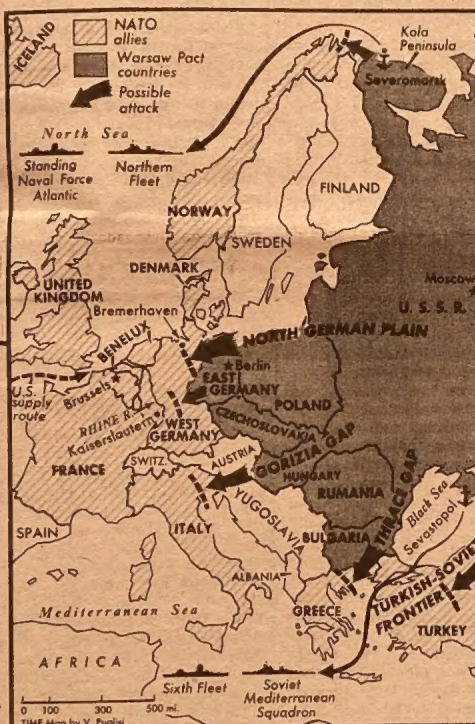 ICELAND
NATO
allies
Warsaw Pact
countries
Possible
attack
Kola
Peninsula
Severomorsk
North Sea
Standing
Naval Force
Atlantic
Northern
Fleet
FINLAND
NORWAY
SWEDEN
DENMARK
UNITED
KINGDOM
Bremerhaven
Moscow
U.S.S.R.
BENELUX
NORTH GERMAN PLAIN
Berlin
EAST
GERMANY
POLAND
U.S.
supply
route
Brussels
RHINE R.
Kaiserslautern
WEST
GERMANY
CZECHOSLOVAKIA
FRANCE
SWITZ.
AUSTRIA
GORIZIA GAP
HUNGARY
RUMANIA
THRACE GAP
Black Sea
Sevastopol
SPAIN
ITALY
YUGOSLAVIA
BULGARIA
ALBANIA
GREECE
TURKISH-SOVIET
FRONTIER
TURKEY
Mediterranean Sea
AFRICA
Sixth Fleet
Soviet
Mediterranean
Squadron
0 100 300 500 mi.
TIME Map by V. Puglisi